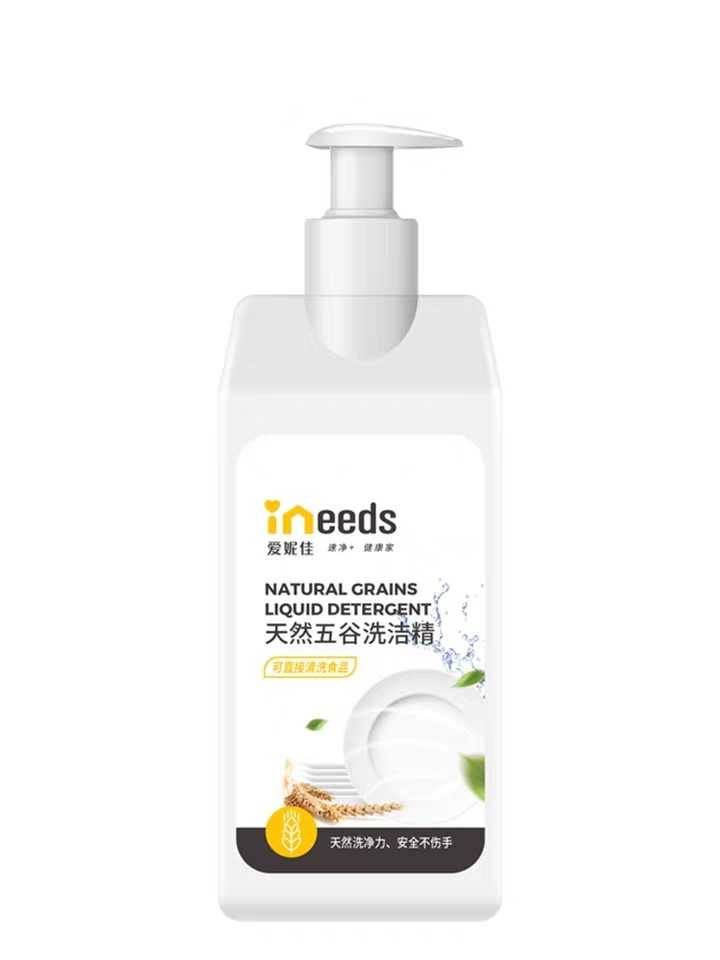 ineeds
爱妮佳 速净+ 健康家
NATURAL GRAINS
LIQUID DETERGENT
天然五谷洗洁精
可直接清洗食品
天然洗净力、安全不伤手